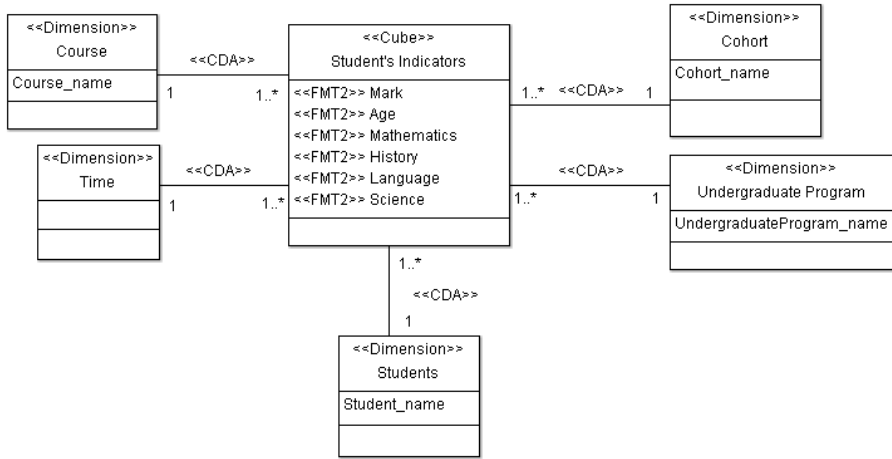 <<Dimension>>
Course
Course_name
<<CDA>>
1
1..*
<<Cube>>
Student's Indicators
<<FMT2>> Mark
<<FMT2>> Age
<<FMT2>> Mathematics
<<FMT2>> History
<<FMT2>> Language
<<FMT2>> Science
<<Dimension>>
Cohort
Cohort_name
1..*
<<CDA>>
1
<<Dimension>>
Time
<<CDA>>
1
1..*
<<CDA>>
1..*
1
<<Dimension>>
Undergraduate Program
UndergraduateProgram_name
1..*
<<CDA>>
1
<<Dimension>>
Students
Student_name